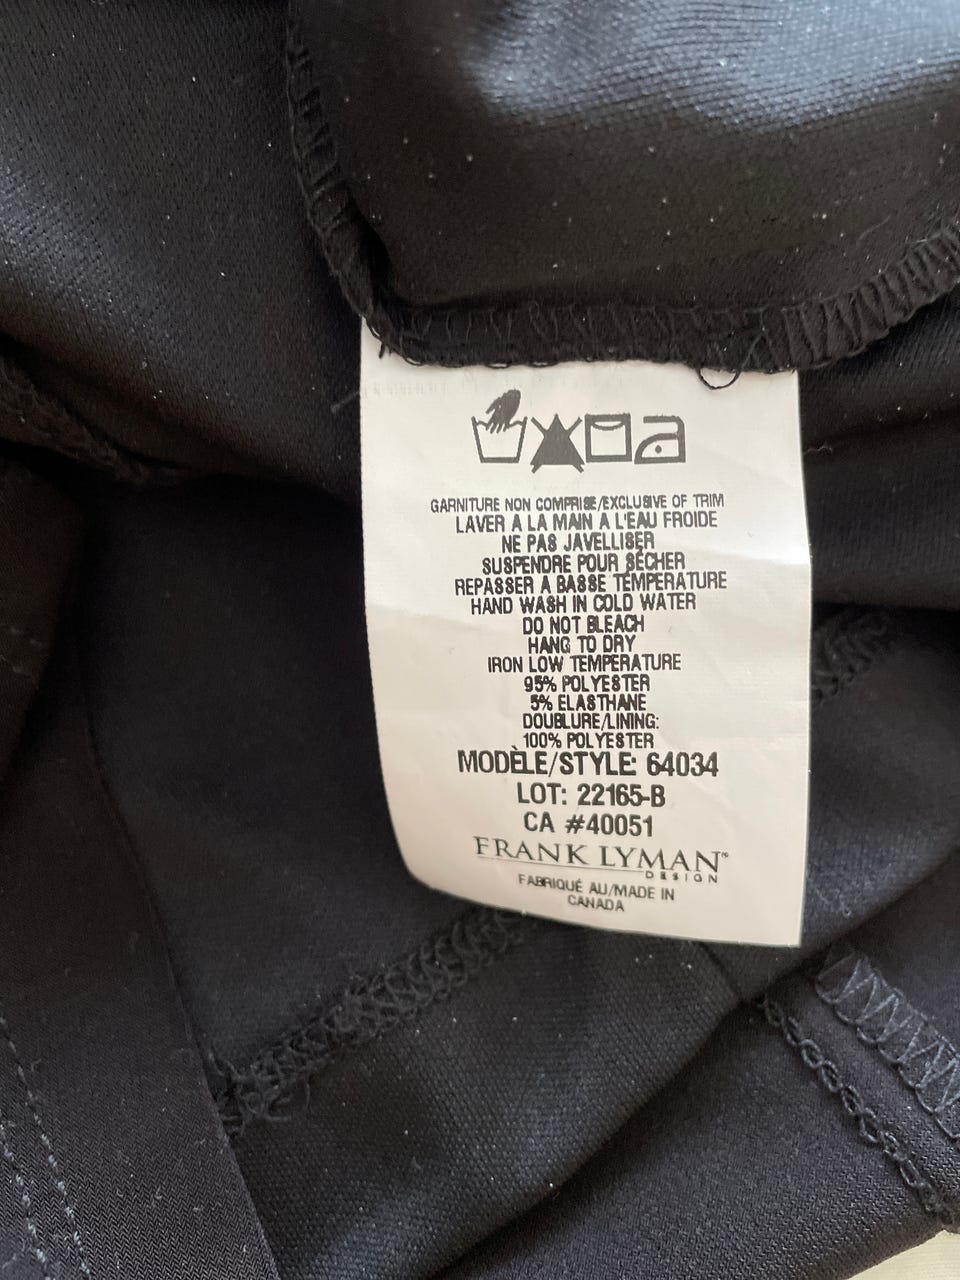 GARNITURE NON COMPRISE/EXCLUSIVE OF TRIM
LAVER A LA MAIN A L'EAU FROIDE
NE PAS JAVELLISER
SUSPENDRE POUR SÉCHER
REPASSER A BASSE TEMPÉRATURE
HAND WASH IN COLD WATER
DO NOT BLEACH
HANG TO DRY
IRON LOW TEMPERATURE
95% POLYESTER
5% ELASTHANE
DOUBLURE/LINING:
100% POLYESTER
MODÈLE/STYLE: 64034
LOT: 22165-B
CA #40051
FRANK LYMAN
DESIGN
FABRIQUÉ AU/MADE IN
CANADA